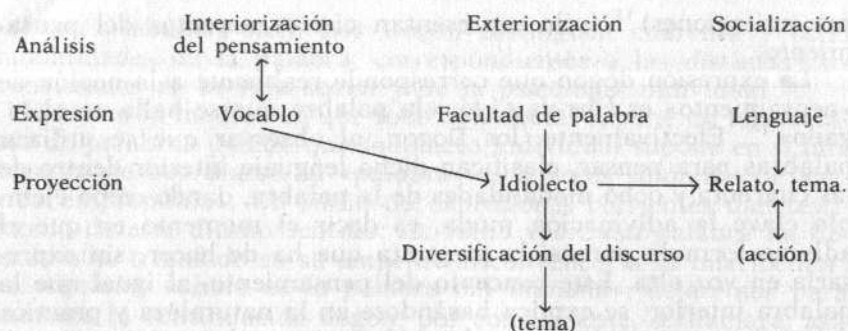 Interiorización Exteriorización Socialización
Análisis del pensamiento
Expresión Vocablo Facultad de palabra Lenguaje
Proyección Idiolecto Relato, tema.
Diversificación del discurso (acción)
(tema)